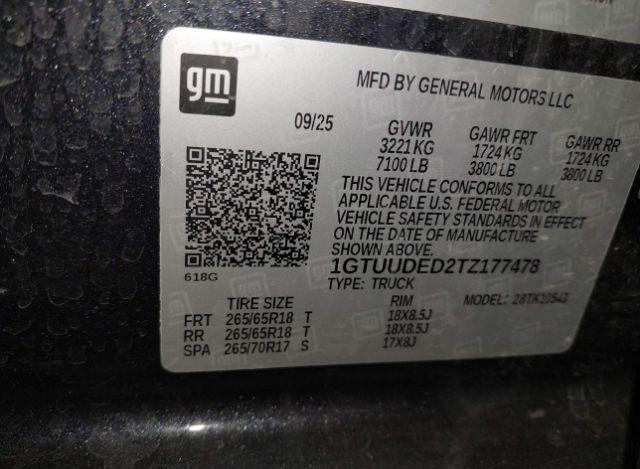 gm
MFD BY GENERAL MOTORS LLC
09/25 GVWR GAWR FRT GAWR RR
3221 KG 1724 KG 1724 KG
7100 LB 3800 LB 3800 LB
THIS VEHICLE CONFORMS TO ALL
APPLICABLE U.S. FEDERAL MOTOR
VEHICLE SAFETY STANDARDS IN EFFECT
ON THE DATE OF MANUFACTURE
SHOWN ABOVE.
618G
1GTUUDED2TZ177478
TYPE: TRUCK MODEL:
TIRE SIZE RIM
FRT 265/65R18 T 18X8.5J
RR 265/65R18 T 18X8.5J
SPA 265/70R17 S 17X8J